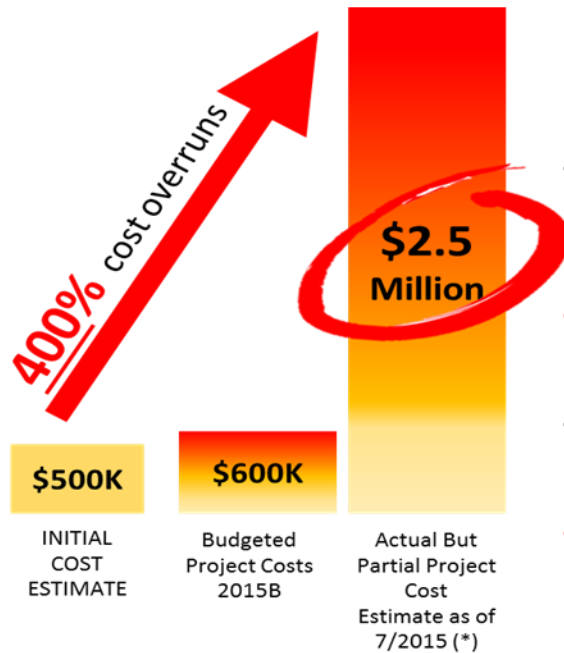 400% cost overruns
$2.5
Million
$500K
$600K
INITIAL
COST
ESTIMATE
Budgeted
Project Costs
2015B
Actual But
Partial Project
Cost
Estimate as of
7/2015 (*)